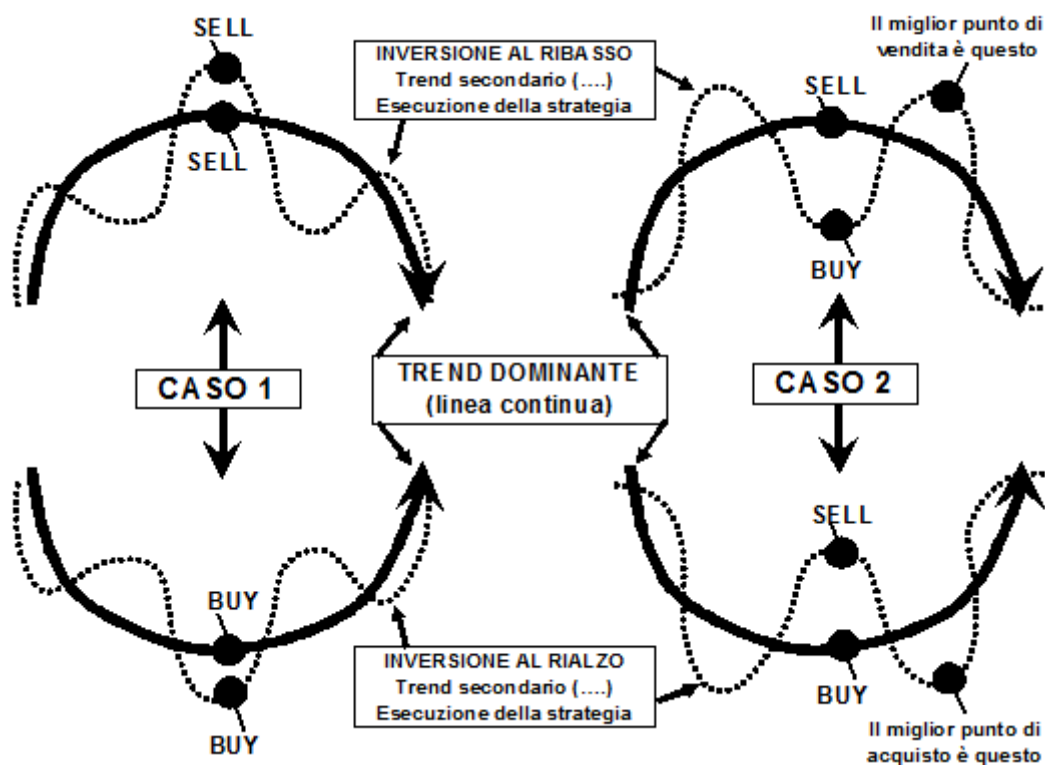 SELL
SELL
INVERSIONE AL RIBASSO
Trend secondario (....)
Esecuzione della strategia
SELL
BUY
Il miglior punto di
vendita è questo
CASO 1
TREND DOMINANTE
(linea continua)
CASO 2
BUY
BUY
INVERSIONE AL RIALZO
Trend secondario (....)
Esecuzione della strategia
SELL
BUY
Il miglior punto di
acquisto è questo